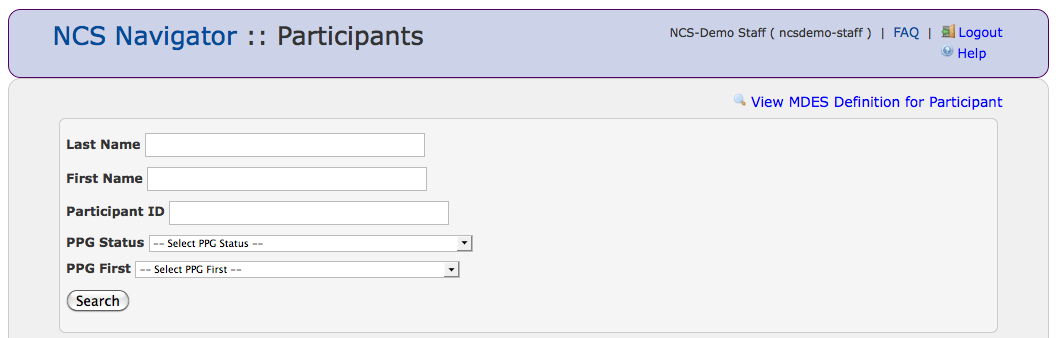 NCS Navigator :: Participants
NCS-Demo Staff ( ncsdemo-staff ) | FAQ | Logout
Help
View MDES Definition for Participant
Last Name
First Name
Participant ID
PPG Status -- Select PPG Status --
PPG First -- Select PPG First --
Search